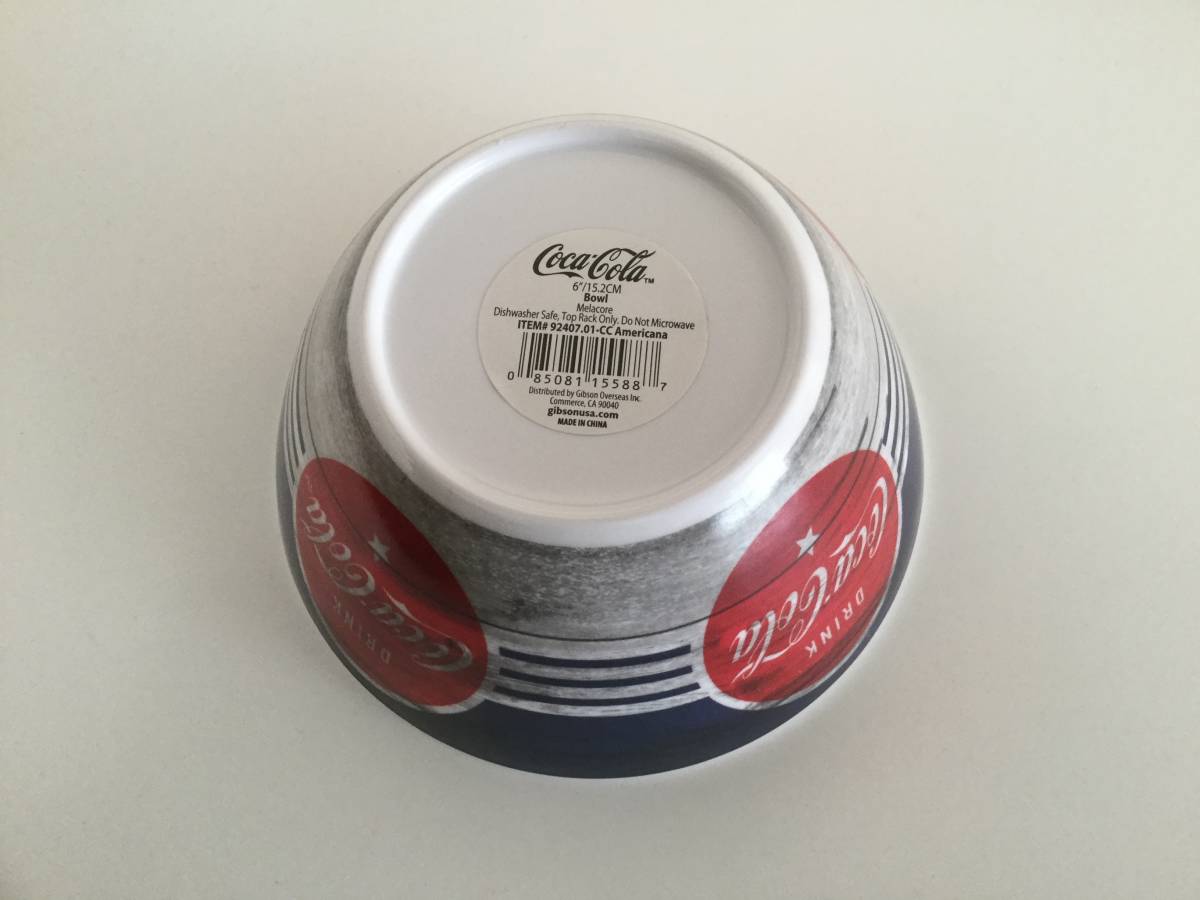 Coca-Cola™
6"/15.2CM
Bowl
Melacore
Dishwasher Safe, Top Rack Only. Do Not Microwave
ITEM# 92407.01-CC Americana
0 85081 15588 7
Distributed by Gibson Overseas Inc.
Commerce, CA 90040
gibsonusa.com
MADE IN CHINA
DRINK
Coca-Cola
DRINK
Coca-Cola